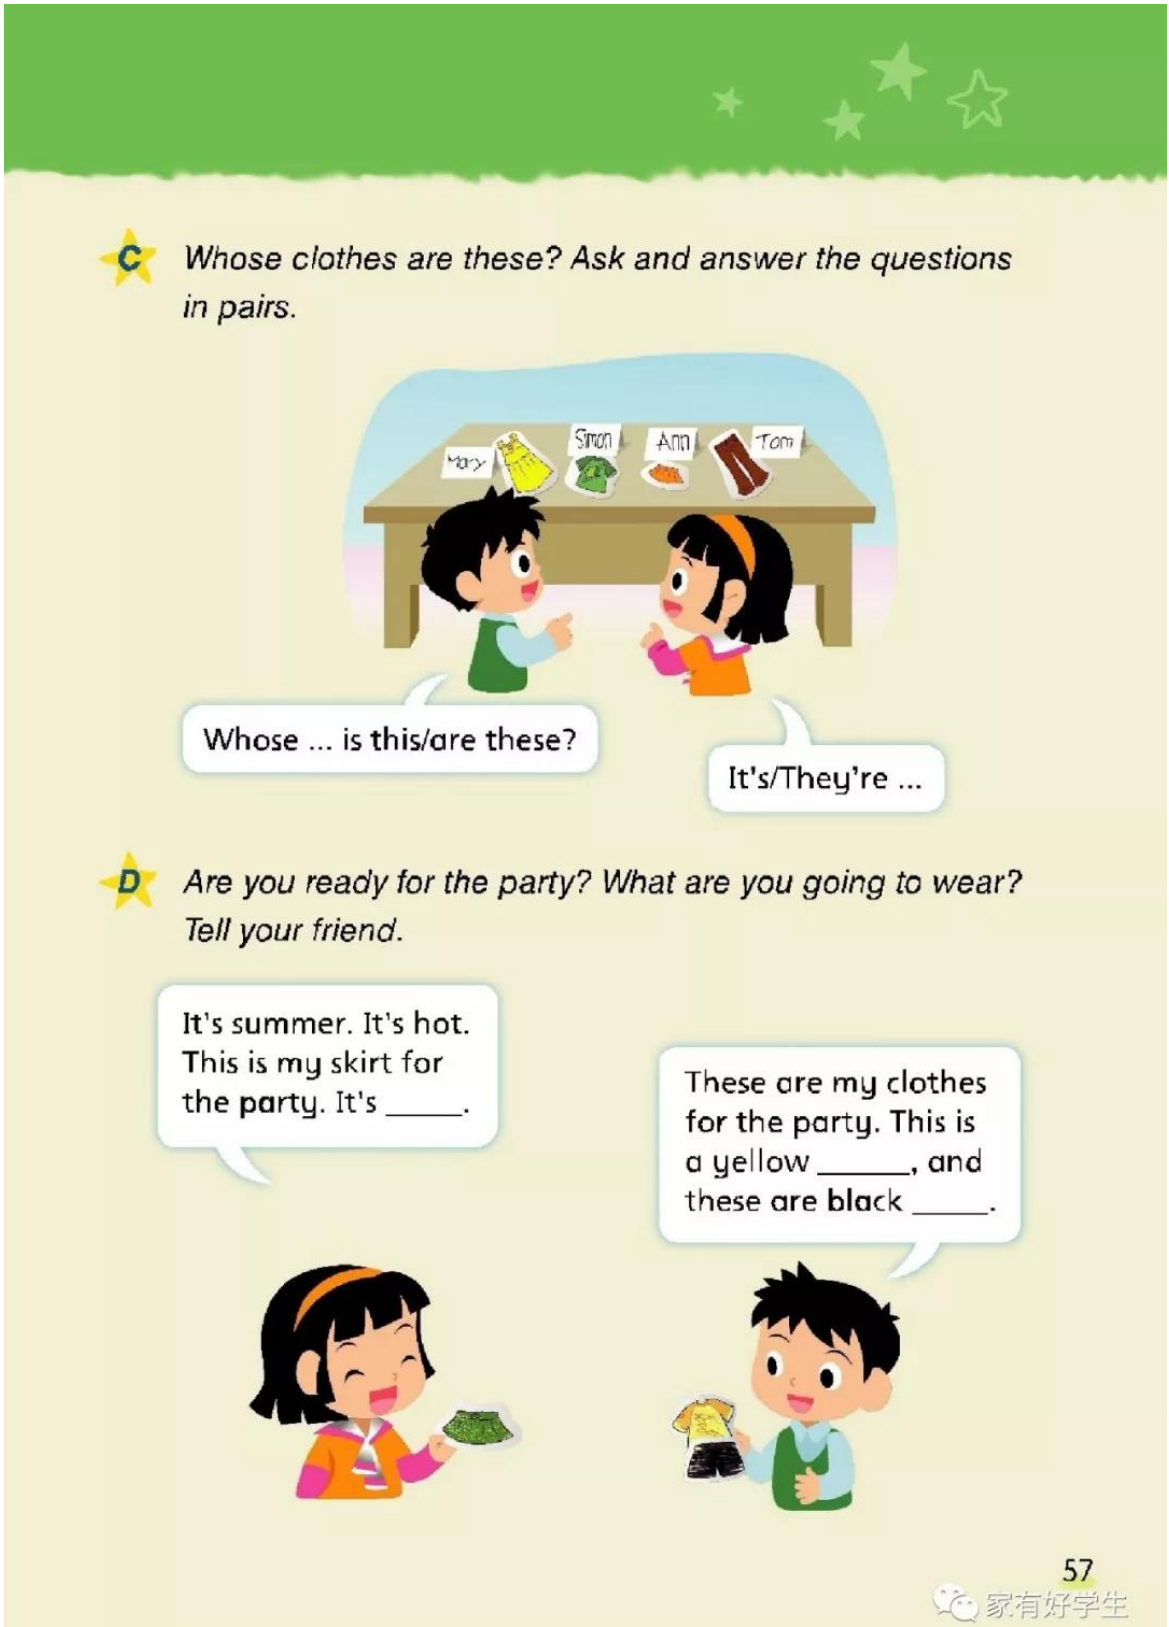 C
Whose clothes are these? Ask and answer the questions
in pairs.
Mary
Simon
Ann
Tom
Whose ... is this/are these?
It's/They're ...
D
Are you ready for the party? What are you going to wear?
Tell your friend.
It's summer. It's hot.
This is my skirt for
the party. It's _____.
These are my clothes
for the party. This is
a yellow ______, and
these are black _____.
57
家有好学生